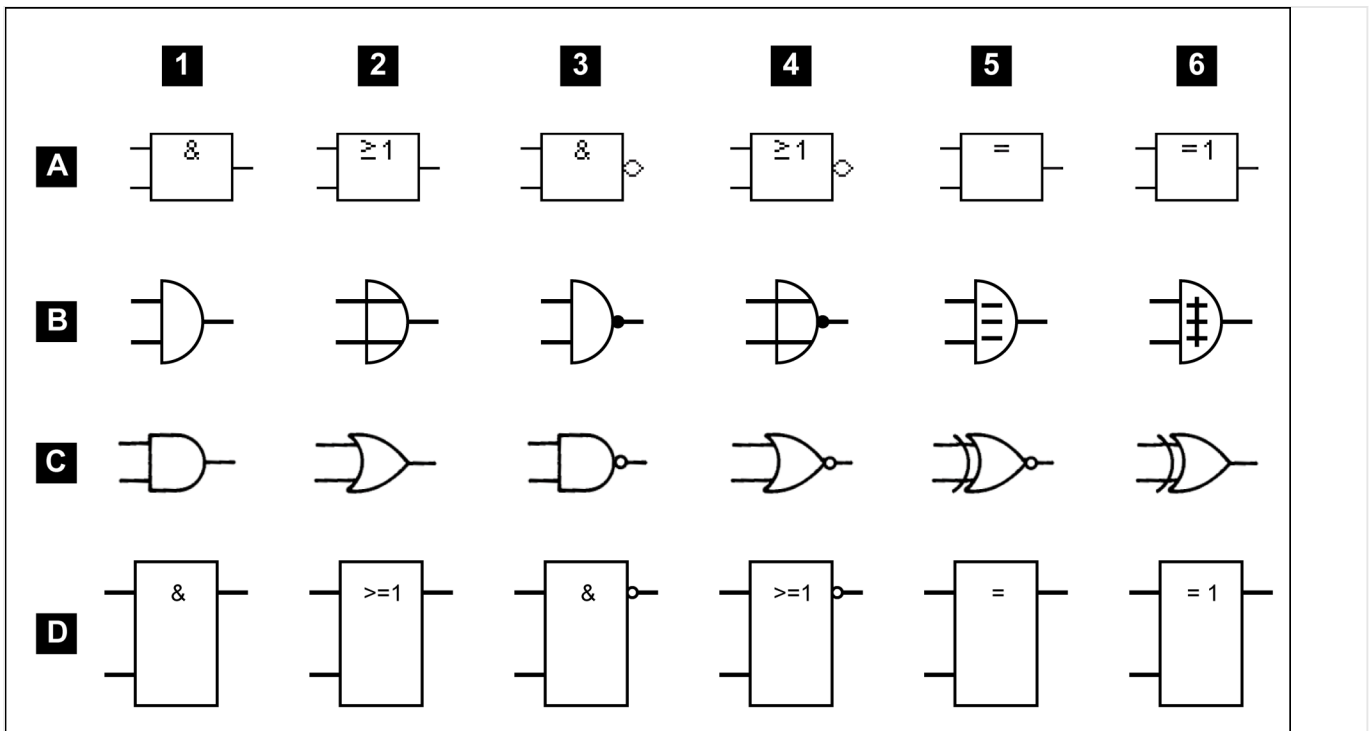 1 2 3 4 5 6
A & ≥1 & ≥1 = =1
B
C
D & >=1 & >=1 = = 1